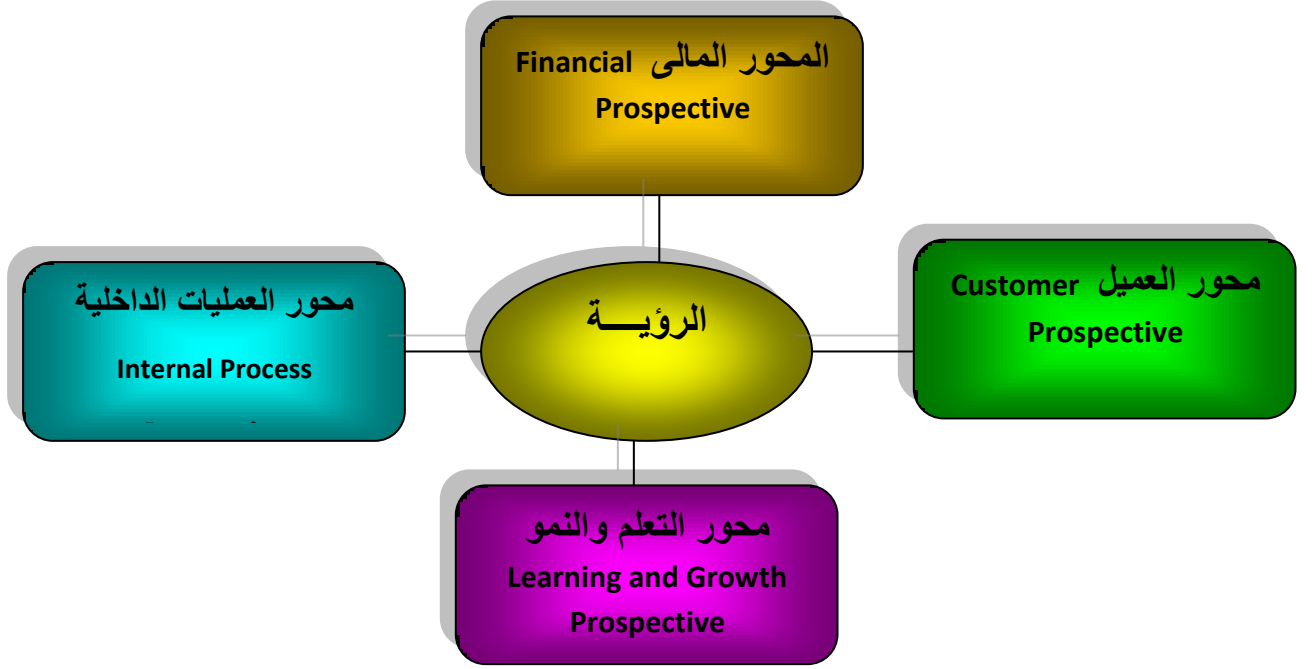 المحور المالى Financial
Prospective
محور العميل Customer
Prospective
الرؤيـــة
محور العمليات الداخلية
Internal Process
محور التعلم والنمو
Learning and Growth
Prospective